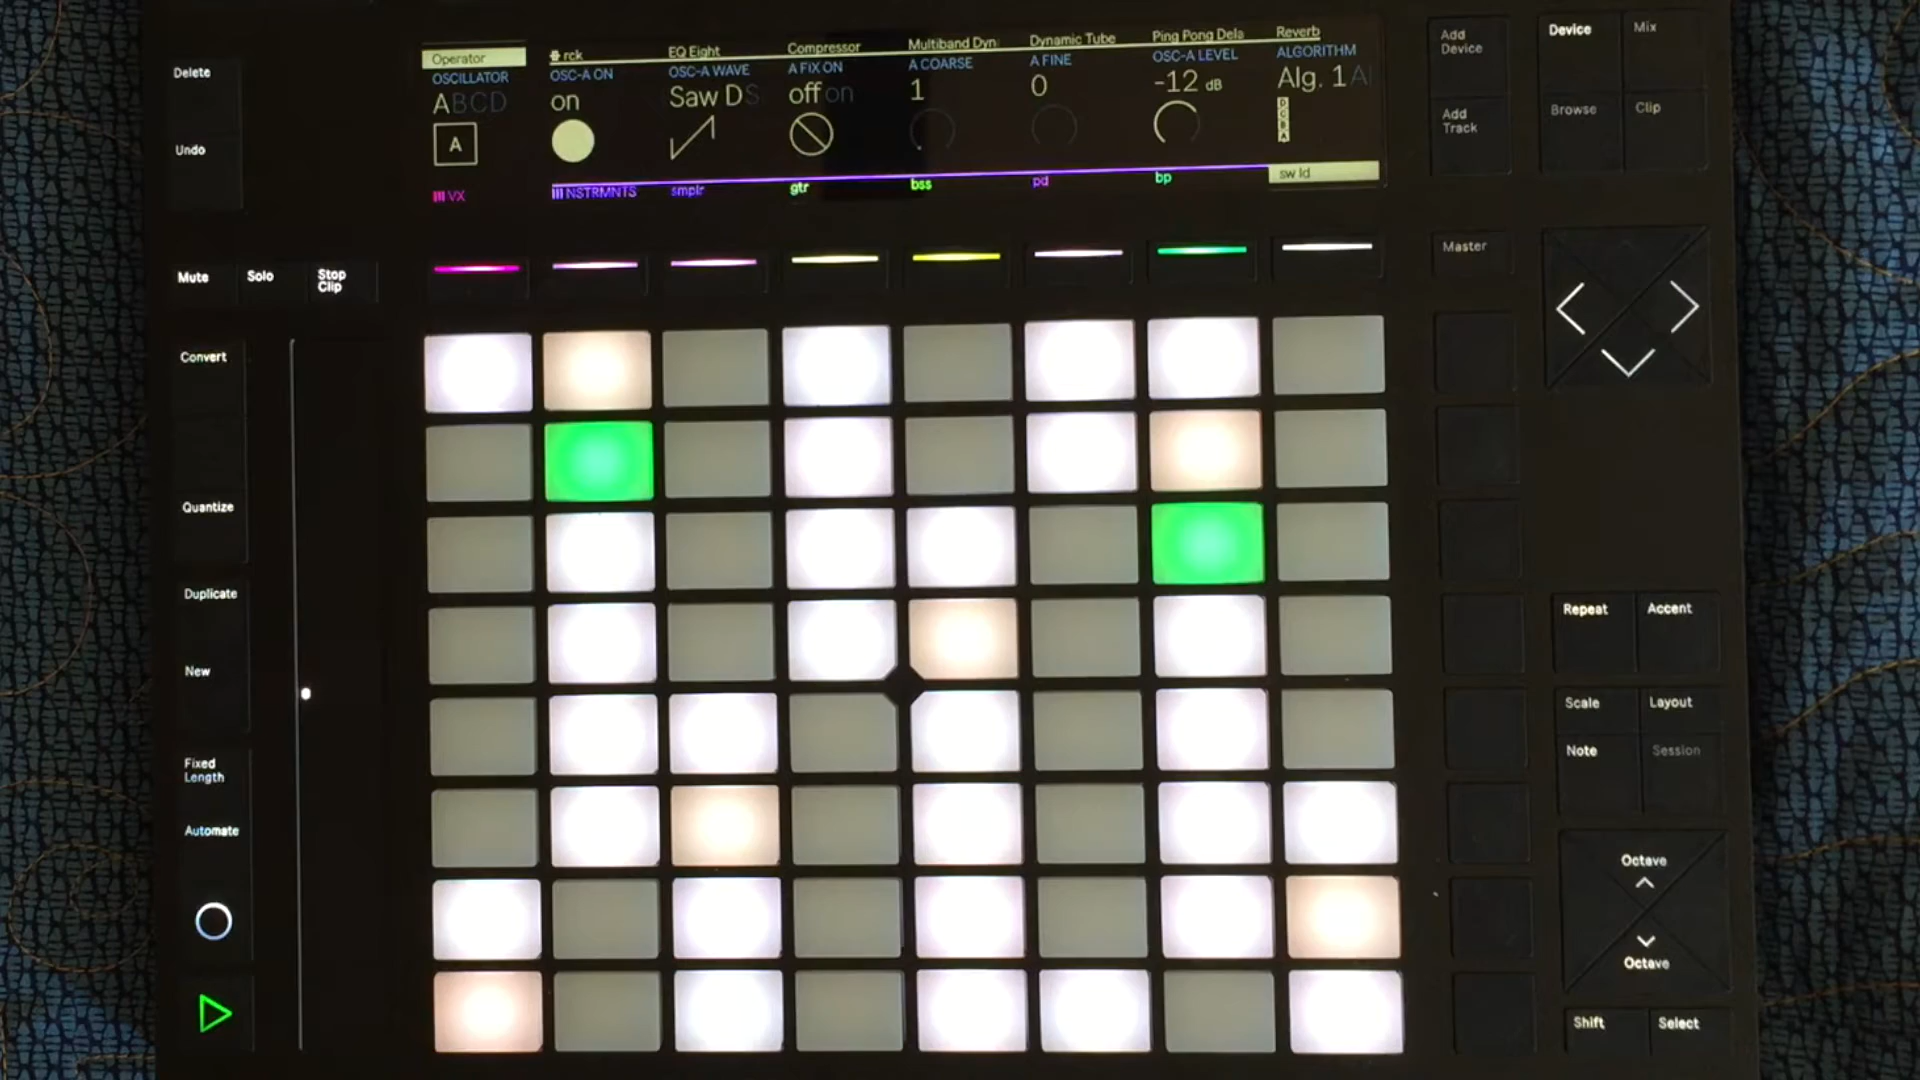 Operator rck EQ Eight Compressor Multiband Dyn Dynamic Tube Ping Pong Dela Reverb
OSCILLATOR OSC-A ON OSC-A WAVE A FIX ON A COARSE A FINE OSC-A LEVEL ALGORITHM
ABCD on Saw D S off on 1 0 -12 dB Alg. 1 Al
A
D
C
B
A
VX NSTRMNTS smplr gtr bss pd bp sw ld
Delete
Undo
Add
Device
Add
Track
Device Mix
Browse Clip
Mute Solo Stop
Clip
Master
Convert
Quantize
Duplicate
New
Fixed
Length
Automate
Repeat Accent
Scale Layout
Note Session
Octave
Octave
Shift Select